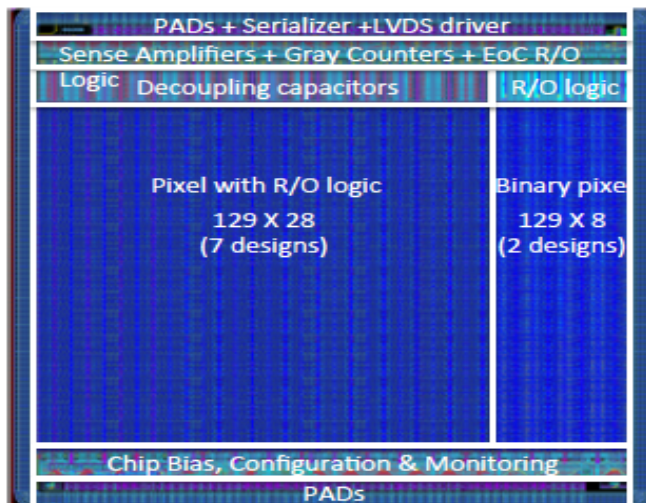 PADs + Serializer +LVDS driver
Sense Amplifiers + Gray Counters + EoC R/O
Logic
Decoupling capacitors
R/O logic
Pixel with R/O logic
129 X 28
(7 designs)
Binary pixe
129 X 8
(2 designs)
Chip Bias, Configuration & Monitoring
PADs